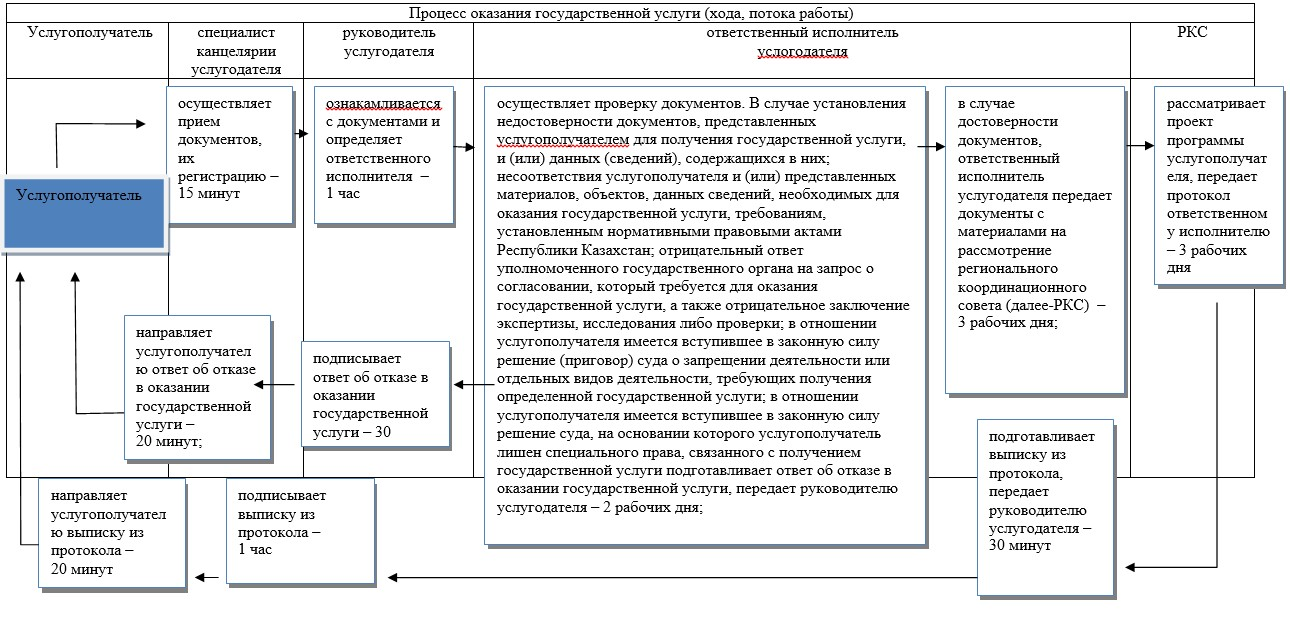 Процесс оказания государственной услуги (хода, потока работы)
Услугополучатель
специалист
канцелярии
услугодателя
руководитель
услугодателя
ответственный исполнитель
услогодателя
РКС
Услугополучатель
осуществляет
прием
документов,
их
регистрацию –
15 минут
ознакамливается
с документами и
определяет
ответственного
исполнителя –
1 час
осуществляет проверку документов. В случае установления
недостоверности документов, представленных
услугополучателем для получения государственной услуги,
и (или) данных (сведений), содержащихся в них;
несоответствия услугополучателя и (или) представленных
материалов, объектов, данных сведений, необходимых для
оказания государственной услуги, требованиям,
установленным нормативными правовыми актами
Республики Казахстан; отрицательный ответ
уполномоченного государственного органа на запрос о
согласовании, который требуется для оказания
государственной услуги, а также отрицательное заключение
экспертизы, исследования либо проверки; в отношении
услугополучателя имеется вступившее в законную силу
решение (приговор) суда о запрещении деятельности или
отдельных видов деятельности, требующих получения
определенной государственной услуги; в отношении
услугополучателя имеется вступившее в законную силу
решение суда, на основании которого услугополучатель
лишен специального права, связанного с получением
государственной услуги подготавливает ответ об отказе в
оказании государственной услуги, передает руководителю
услугодателя – 2 рабочих дня;
в случае
достоверности
документов,
ответственный
исполнитель
услугодателя передает
документы с
материалами на
рассмотрение
регионального
координационного
совета (далее-РКС) –
3 рабочих дня;
рассматривает
проект
программы
услугополучат
еля, передает
протокол
ответственном
у исполнителю
– 3 рабочих
дня
направляет
услугополучател
ю ответ об отказе
в оказании
государственной
услуги –
20 минут;
подписывает
ответ об отказе в
оказании
государственной
услуги – 30
подготавливает
выписку из
протокола,
передает
руководителю
услугодателя –
30 минут
направляет
услугополучател
ю выписку из
протокола –
20 минут
подписывает
выписку из
протокола –
1 час